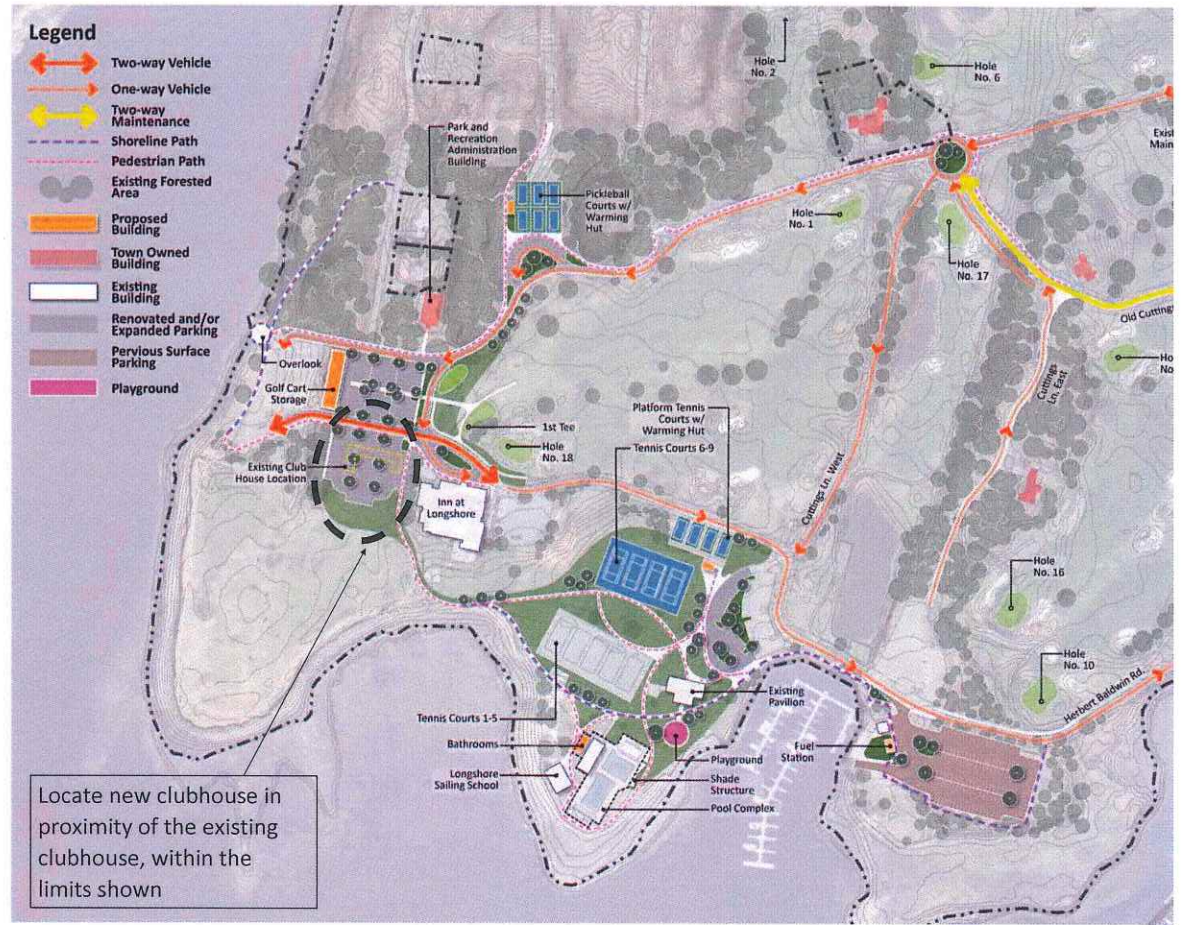 Legend
Two-way Vehicle
One-way Vehicle
Two-way
Maintenance
Shoreline Path
Pedestrian Path
Existing Forested
Area
Proposed
Building
Town Owned
Building
Existing
Building
Renovated and/or
Expanded Parking
Pervious Surface
Parking
Playground
Hole
No. 2
Hole
No. 6
Park and
Recreation
Administration
Building
Pickleball
Courts w/
Warming
Hut
Exist
Main
Hole
No. 1
Hole
No. 17
Old Cuttings
Overlook
Golf Cart
Storage
Ho
No
Cuttings
Ln. East
1st Tee
Platform Tennis
Courts w/
Warming Hut
Hole
No. 18
Tennis Courts 6-9
Cuttings Ln. West
Existing Club
House Location
Inn at
Longshore
Hole
No. 16
Hole
No. 10
Herbert Baldwin Rd.
Existing
Pavilion
Tennis Courts 1-5
Bathrooms
Playground
Fuel
Station
Longshore
Sailing School
Shade
Structure
Pool Complex
Locate new clubhouse in
proximity of the existing
clubhouse, within the
limits shown